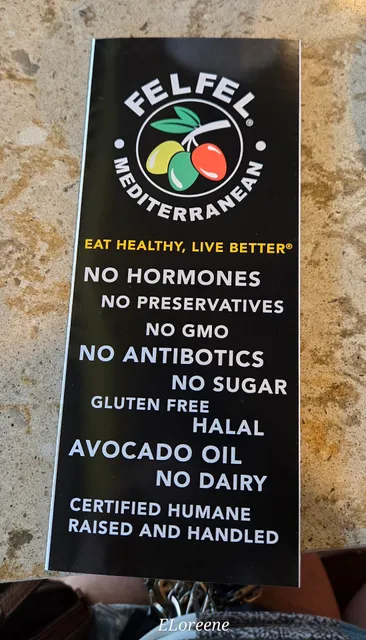 FELFEL®
• MEDITERRANEAN •
EAT HEALTHY, LIVE BETTER®
NO HORMONES
NO PRESERVATIVES
NO GMO
NO ANTIBOTICS
NO SUGAR
GLUTEN FREE
HALAL
AVOCADO OIL
NO DAIRY
CERTIFIED HUMANE
RAISED AND HANDLED
ELoreene